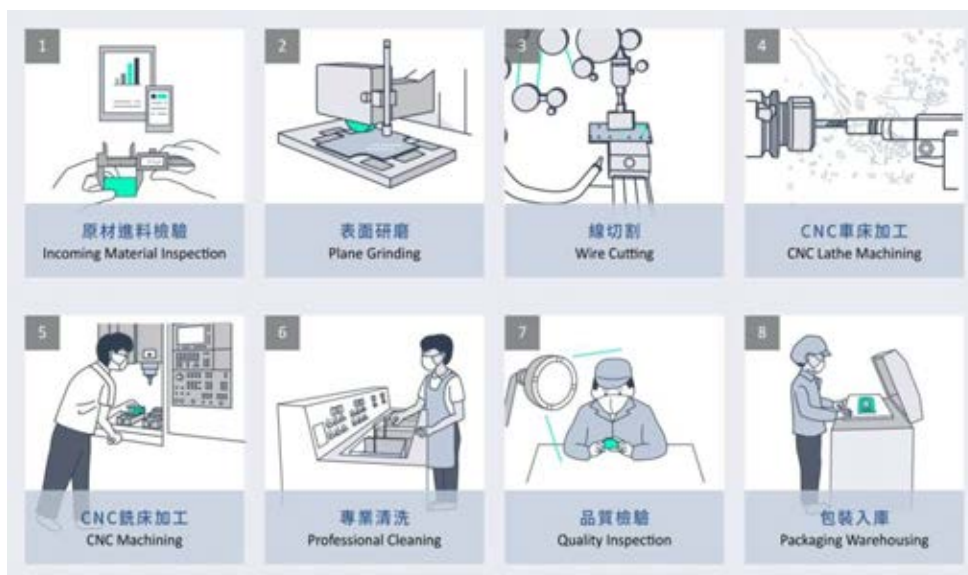 1
原材進料檢驗
Incoming Material Inspection
2
表面研磨
Plane Grinding
3
線切割
Wire Cutting
4
CNC車床加工
CNC Lathe Machining
5
CNC銑床加工
CNC Machining
6
專業清洗
Professional Cleaning
7
品質檢驗
Quality Inspection
8
包裝入庫
Packaging Warehousing